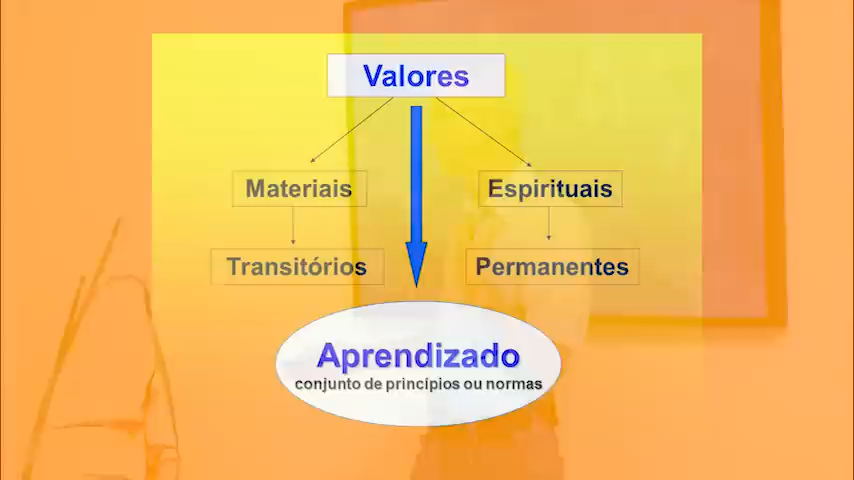 Valores
Materiais
Espirituais
Transitórios
Permanentes
Aprendizado
conjunto de princípios ou normas